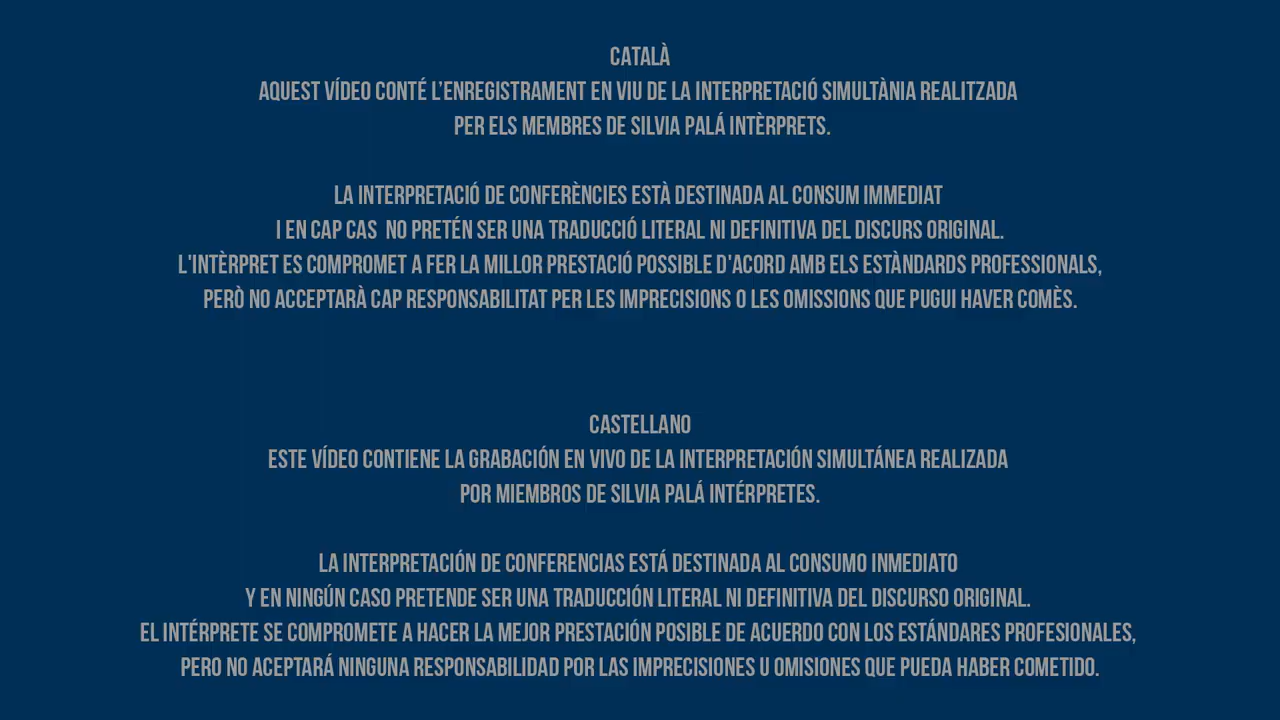 CATALÀ
AQUEST VÍDEO CONTÉ L’ENREGISTRAMENT EN VIU DE LA INTERPRETACIÓ SIMULTÀNIA REALITZADA
PER ELS MEMBRES DE SILVIA PALÁ INTÈRPRETS.
LA INTERPRETACIÓ DE CONFERÈNCIES ESTÀ DESTINADA AL CONSUM IMMEDIAT
I EN CAP CAS  NO PRETÉN SER UNA TRADUCCIÓ LITERAL NI DEFINITIVA DEL DISCURS ORIGINAL.
L'INTÈRPRET ES COMPROMET A FER LA MILLOR PRESTACIÓ POSSIBLE D'ACORD AMB ELS ESTÀNDARDS PROFESSIONALS,
PERÒ NO ACCEPTARÀ CAP RESPONSABILITAT PER LES IMPRECISIONS O LES OMISSIONS QUE PUGUI HAVER COMÈS.
CASTELLANO
ESTE VÍDEO CONTIENE LA GRABACIÓN EN VIVO DE LA INTERPRETACIÓN SIMULTÁNEA REALIZADA
POR MIEMBROS DE SILVIA PALÁ INTÉRPRETES.
LA INTERPRETACIÓN DE CONFERENCIAS ESTÁ DESTINADA AL CONSUMO INMEDIATO
Y EN NINGÚN CASO PRETENDE SER UNA TRADUCCIÓN LITERAL NI DEFINITIVA DEL DISCURSO ORIGINAL.
EL INTÉRPRETE SE COMPROMETE A HACER LA MEJOR PRESTACIÓN POSIBLE DE ACUERDO CON LOS ESTÁNDARES PROFESIONALES,
PERO NO ACEPTARÁ NINGUNA RESPONSABILIDAD POR LAS IMPRECISIONES U OMISIONES QUE PUEDA HABER COMETIDO.